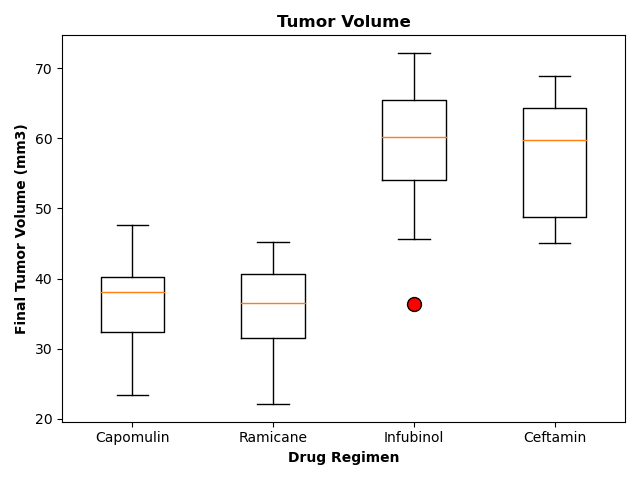 Tumor Volume
Final Tumor Volume (mm3)
70
60
50
40
30
20
Capomulin Ramicane Infubinol Ceftamin
Drug Regimen